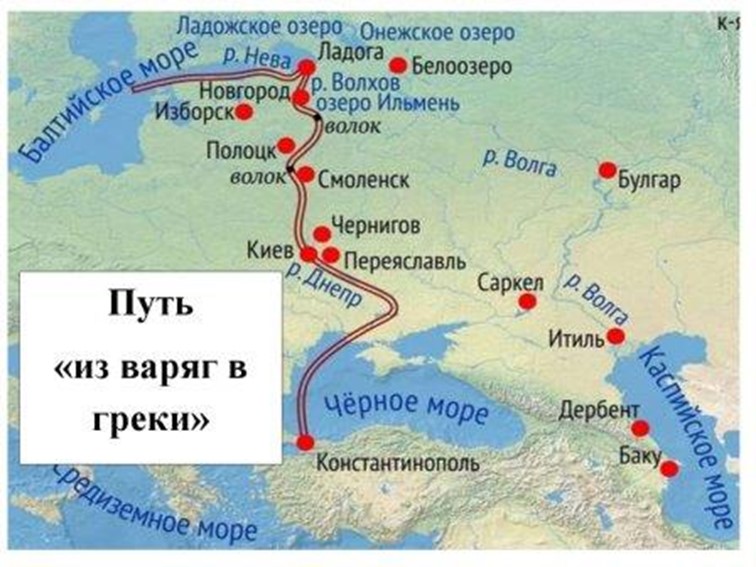 к-я
Ладожское озеро
Онежское озеро
Балтийское море
р. Нева
Ладога
Белоозеро
Новгород
р. Волхов
озеро Ильмень
Изборск
волок
Полоцк
р. Волга
волок
Смоленск
Булгар
Чернигов
Киев
Переяславль
р. Днепр
Саркел
р. Волга
Итиль
Путь
«из варяг в
греки»
Каспийское море
Чёрное море
Дербент
Константинополь
Баку
Средиземное море